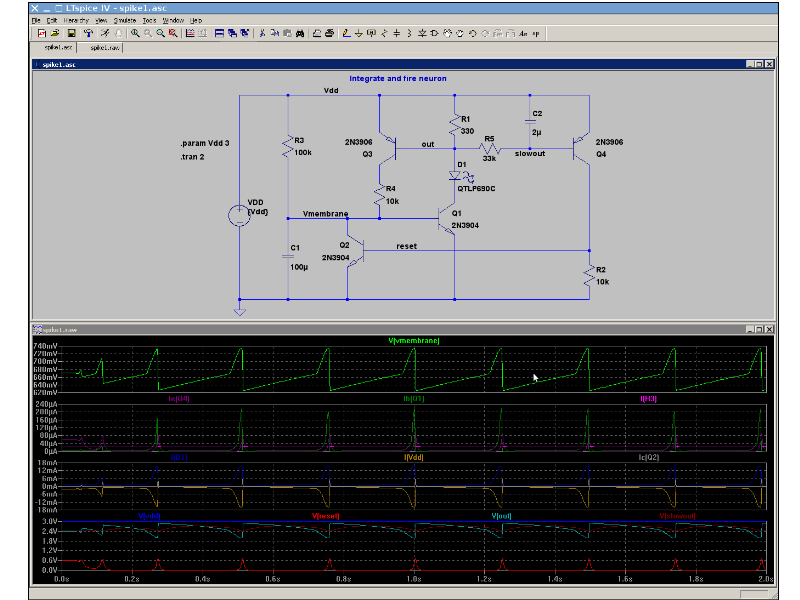 LTspice IV - spike1.asc
File Edit Hierarchy View Simulate Tools Window Help
spike1.asc spike1.raw
spike1.asc
Integrate and fire neuron
Vdd
.param Vdd 3
.tran 2
R3
100k
2N3906
Q3
out
R1
330
R5
33k
C2
2µ
slowout
2N3906
Q4
D1
QTLP690C
R4
10k
VDD
{Vdd}
Vmembrane
Q1
2N3904
C1
100µ
Q2
2N3904
reset
R2
10k
spike1.raw
V(vmembrane)
740mV
720mV
700mV
680mV
660mV
640mV
620mV
Ib(Q1) I(R3)
240µA
200µA
160µA
120µA
80µA
40µA
0µA
I(D1) I(Vdd) Ic(Q2)
18mA
12mA
6mA
0mA
-6mA
-12mA
-18mA
V(reset) V(out) V(slowout)
3.0V
2.4V
1.8V
1.2V
0.6V
0.0V
0.0s 0.2s 0.4s 0.6s 0.8s 1.0s 1.2s 1.4s 1.6s 1.8s 2.0s